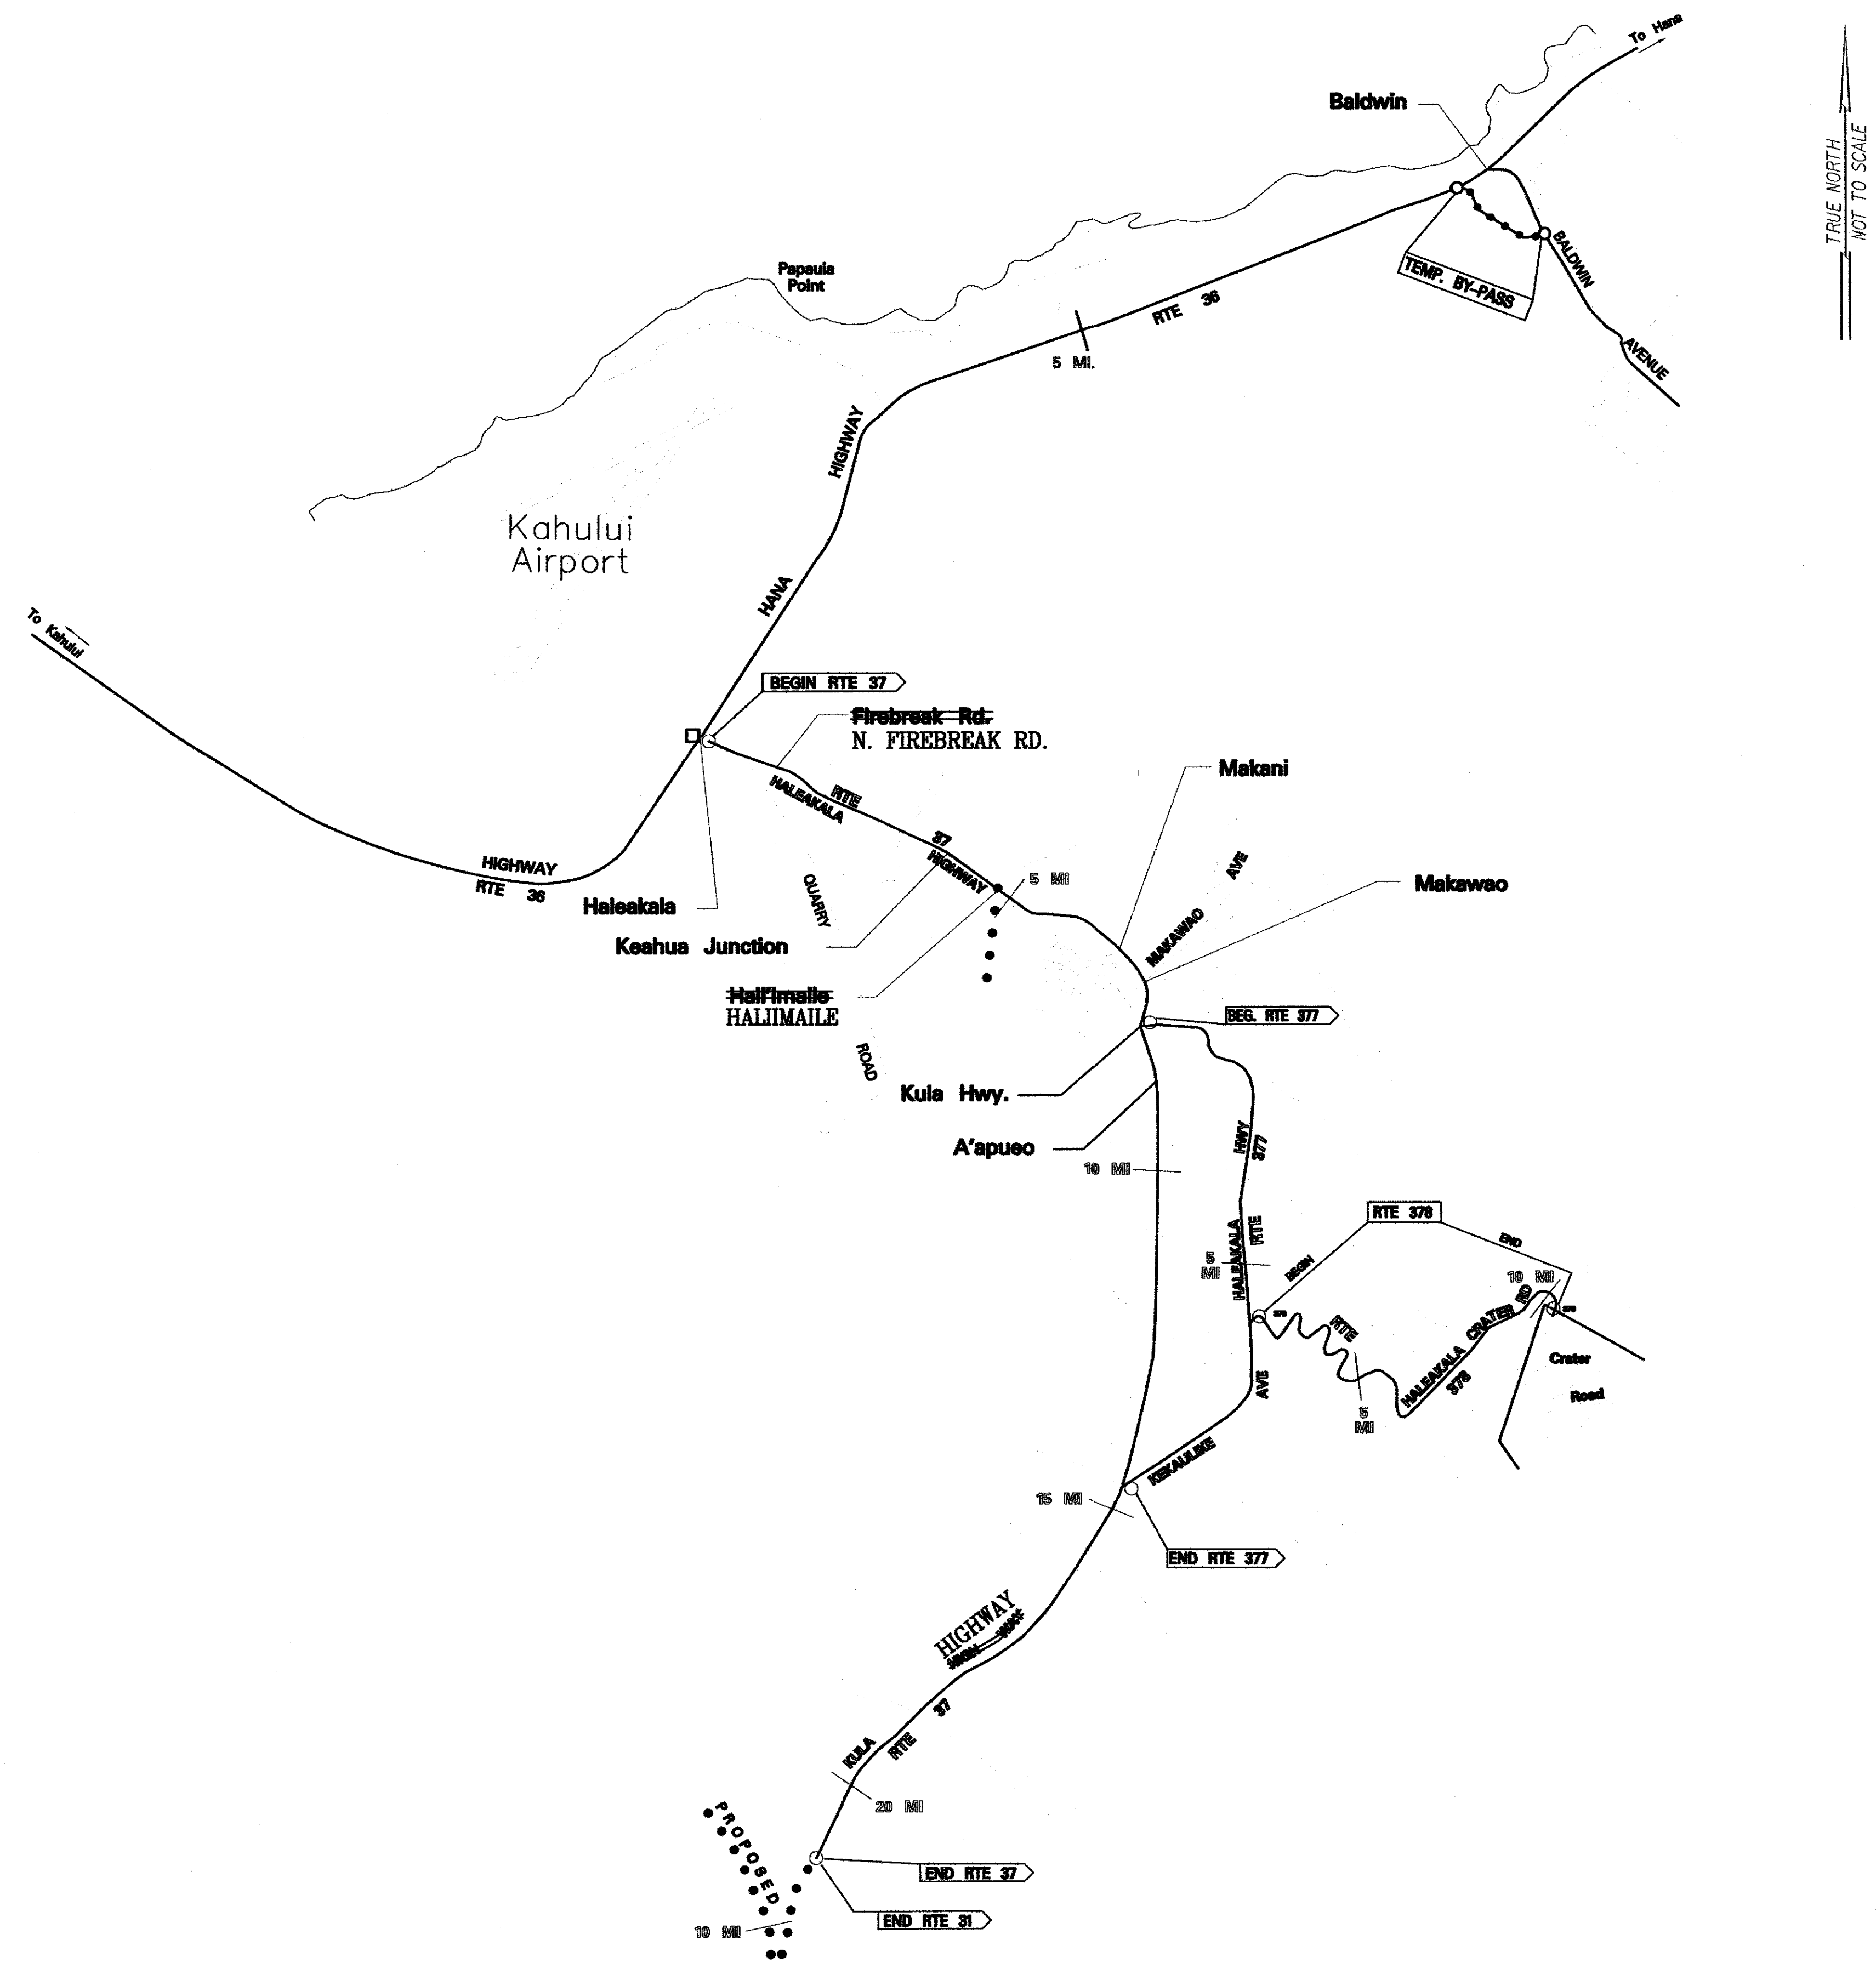 To Hana
Baldwin
TRUE NORTH
NOT TO SCALE
BALDWIN
TEMP. BY-PASS
Papauia
Point
RTE 36
5 MI.
AVENUE
HIGHWAY
Kahului
Airport
HANA
To Kahului
BEGIN RTE 37
Firebreak Rd.
N. FIREBREAK RD.
Makani
RTE
HALEAKALA
37
HIGHWAY
HIGHWAY
RTE 36
5 MI
AVE
QUARRY
Makawao
Haleakala
MAKAWAO
Keahua Junction
Hali'imaile
HALIIMAILE
BEG. RTE 377
ROAD
Kula Hwy.
A'apueo
HWY
377
10 MI
RTE 378
HALEAKALA
RTE
END
5
MI
BEGIN
10 MI
378
378
RTE
HALEAKALA CRATER RD
378
Crater
Road
AVE
5
MI
KEKAULIKE
15 MI
END RTE 377
HIGHWAY
HIGH WAY
37
KULA
RTE
20 MI
PROPOSED
END RTE 37
END RTE 31
10 MI